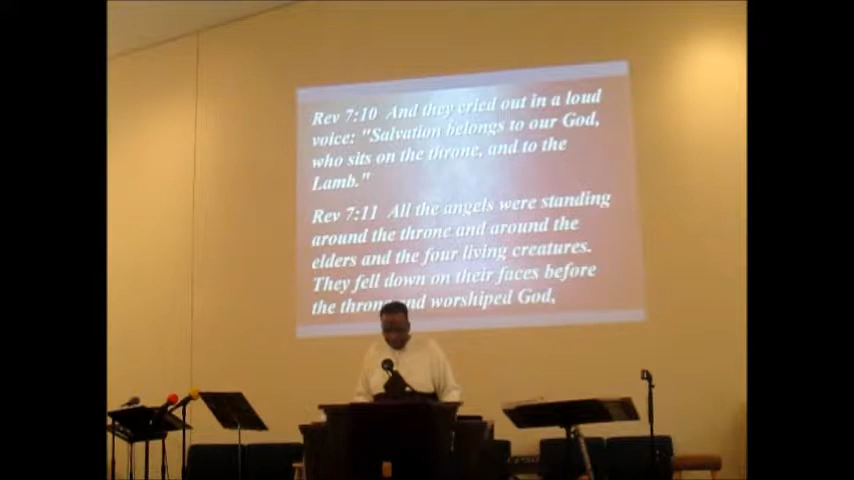 Rev 7:10 And they cried out in a loud
voice: "Salvation belongs to our God,
who sits on the throne, and to the
Lamb."
Rev 7:11 All the angels were standing
around the throne and around the
elders and the four living creatures.
They fell down on their faces before
the throne and worshiped God,